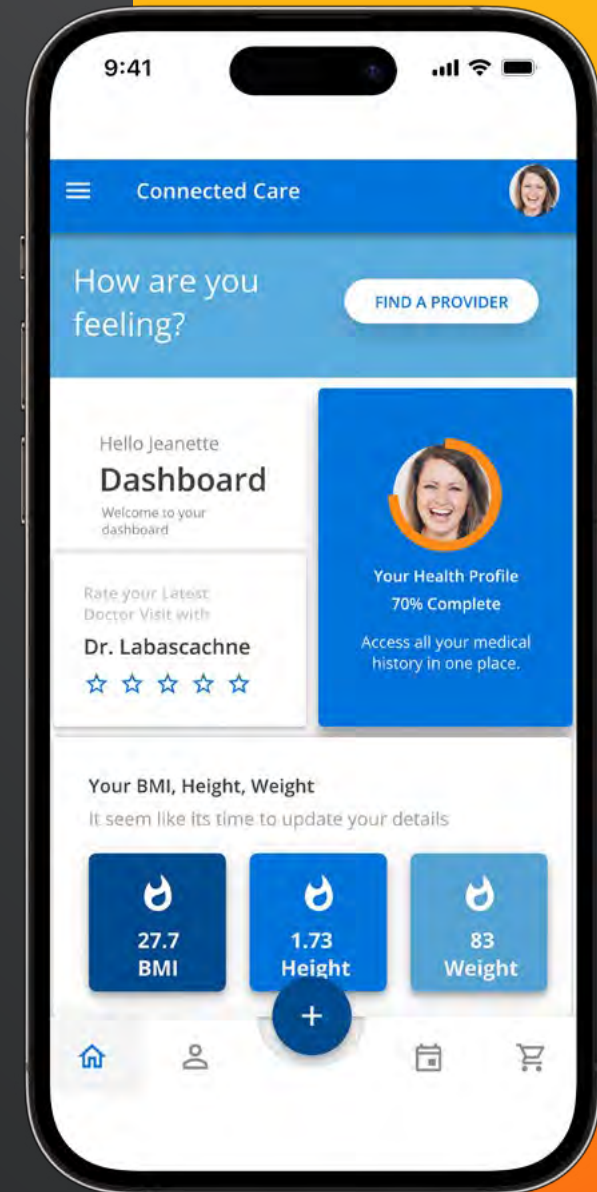 9:41
Connected Care
How are you
feeling?
FIND A PROVIDER
Hello Jeanette
Dashboard
Welcome to your
dashboard
Rate your Latest
Doctor Visit with
Dr. Labascachne
Your Health Profile
70% Complete
Access all your medical
history in one place.
Your BMI, Height, Weight
It seem like its time to update your details
27.7
BMI
1.73
Height
83
Weight